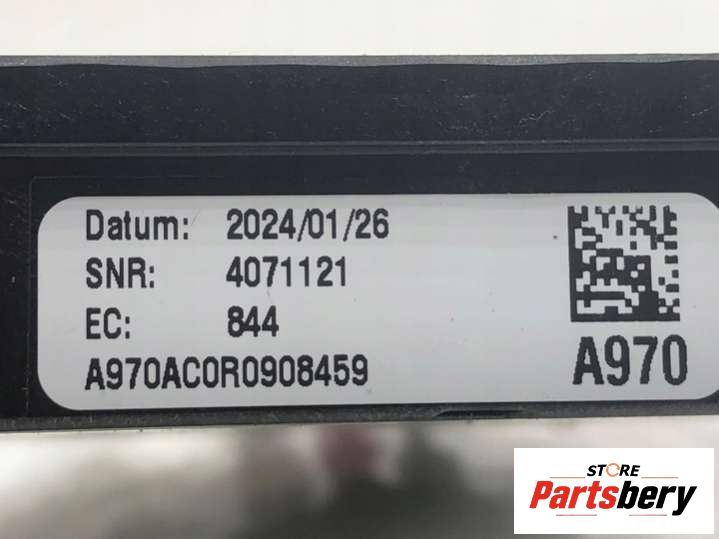 Datum: 2024/01/26
SNR: 4071121
EC: 844
A970AC0R0908459
A970
STORE
Partsbery